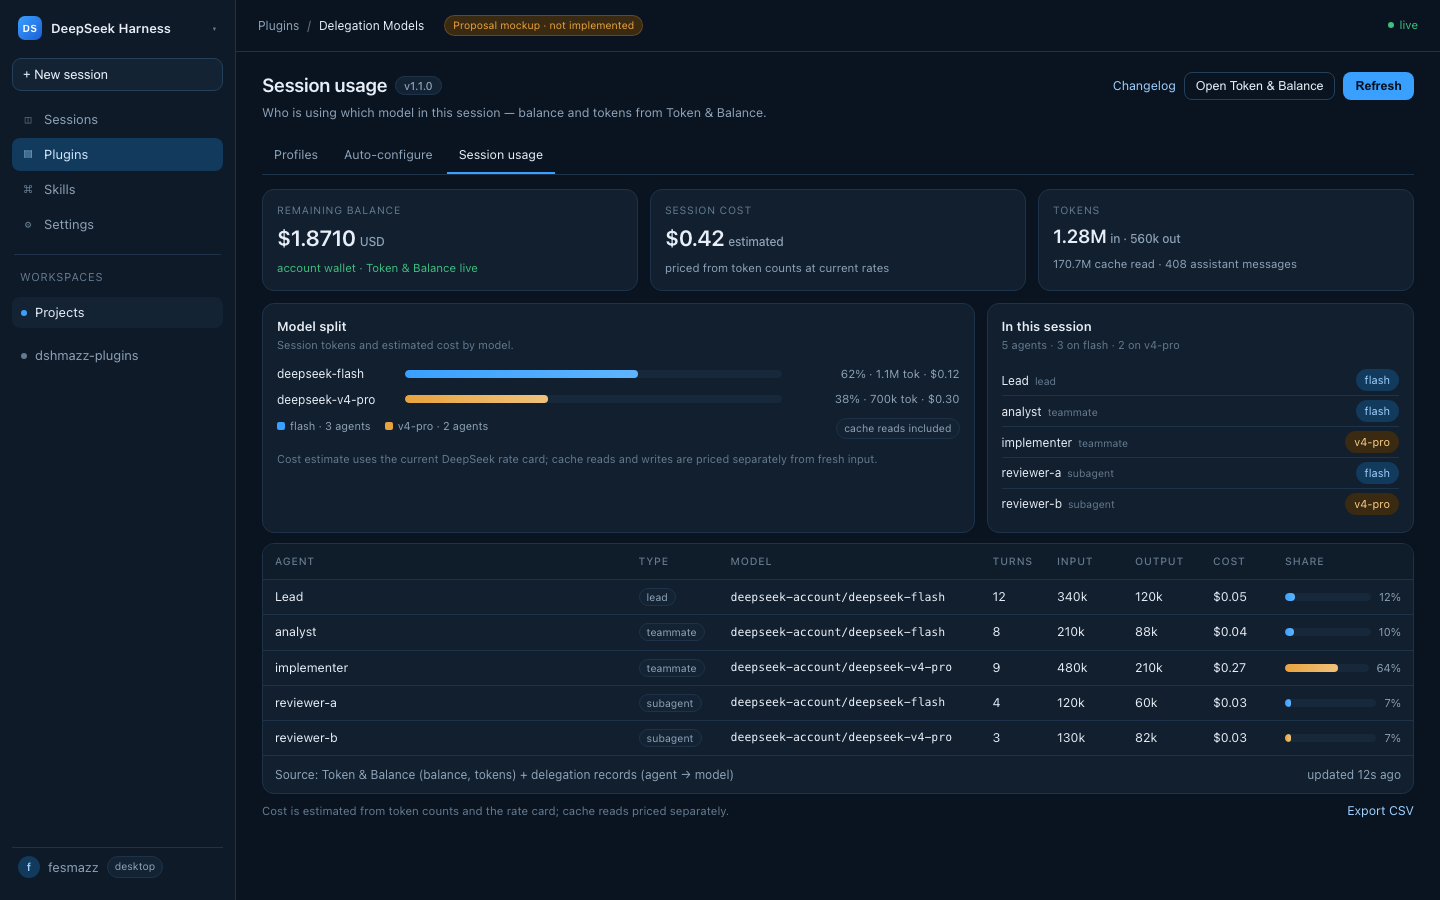 DS DeepSeek Harness
+ New session
Sessions
Plugins
Skills
Settings
WORKSPACES
Projects
dshmazz-plugins
f fesmazz desktop
Plugins / Delegation Models Proposal mockup · not implemented
live
Session usage v1.1.0
Changelog Open Token & Balance Refresh
Who is using which model in this session — balance and tokens from Token & Balance.
Profiles Auto-configure Session usage
REMAINING BALANCE
$1.8710 USD
account wallet · Token & Balance live
SESSION COST
$0.42 estimated
priced from token counts at current rates
TOKENS
1.28M in · 560k out
170.7M cache read · 408 assistant messages
Model split
Session tokens and estimated cost by model.
deepseek-flash 62% · 1.1M tok · $0.12
deepseek-v4-pro 38% · 700k tok · $0.30
flash · 3 agents v4-pro · 2 agents cache reads included
Cost estimate uses the current DeepSeek rate card; cache reads and writes are priced separately from fresh input.
In this session
5 agents · 3 on flash · 2 on v4-pro
Lead lead flash
analyst teammate flash
implementer teammate v4-pro
reviewer-a subagent flash
reviewer-b subagent v4-pro
AGENT TYPE MODEL TURNS INPUT OUTPUT COST SHARE
Lead lead deepseek-account/deepseek-flash 12 340k 120k $0.05 12%
analyst teammate deepseek-account/deepseek-flash 8 210k 88k $0.04 10%
implementer teammate deepseek-account/deepseek-v4-pro 9 480k 210k $0.27 64%
reviewer-a subagent deepseek-account/deepseek-flash 4 120k 60k $0.03 7%
reviewer-b subagent deepseek-account/deepseek-v4-pro 3 130k 82k $0.03 7%
Source: Token & Balance (balance, tokens) + delegation records (agent → model) updated 12s ago
Cost is estimated from token counts and the rate card; cache reads priced separately. Export CSV